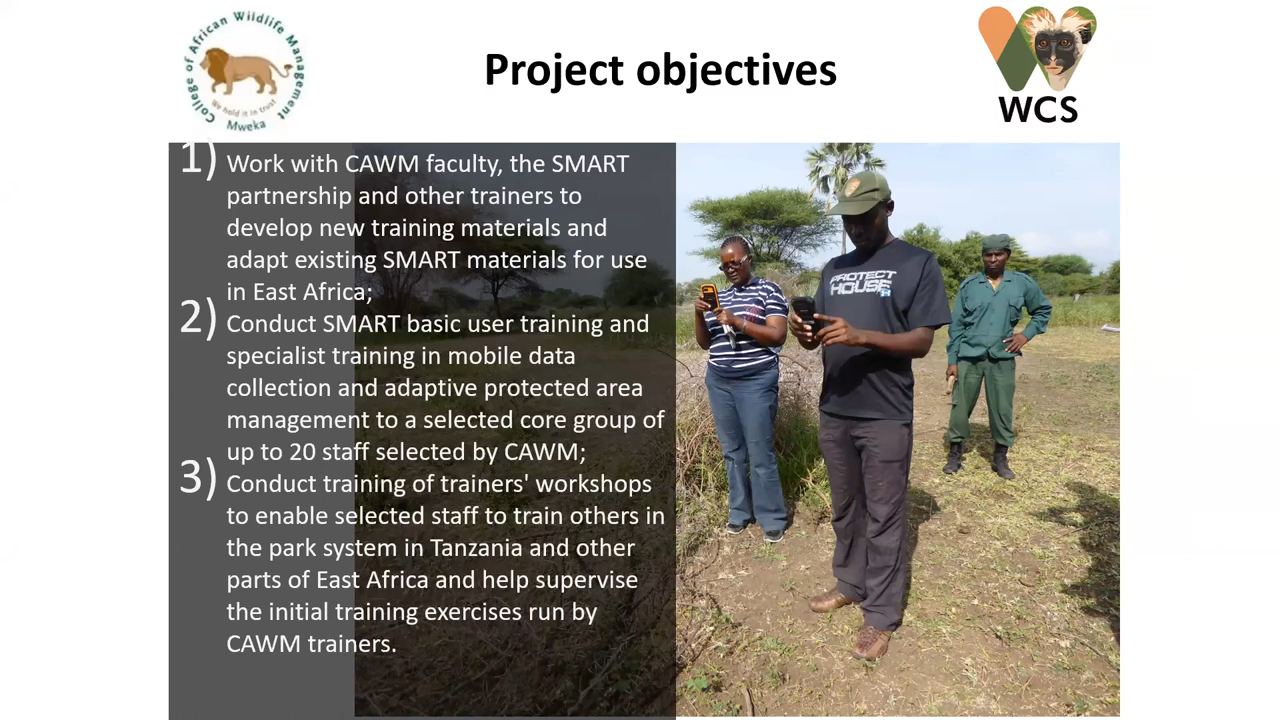 College of African Wildlife Management
We hold it in trust
Mweka
Project objectives
WCS
1) Work with CAWM faculty, the SMART
partnership and other trainers to
develop new training materials and
adapt existing SMART materials for use
in East Africa;
2) Conduct SMART basic user training and
specialist training in mobile data
collection and adaptive protected area
management to a selected core group of
up to 20 staff selected by CAWM;
3) Conduct training of trainers' workshops
to enable selected staff to train others in
the park system in Tanzania and other
parts of East Africa and help supervise
the initial training exercises run by
CAWM trainers.
PROTECT
HOUSE